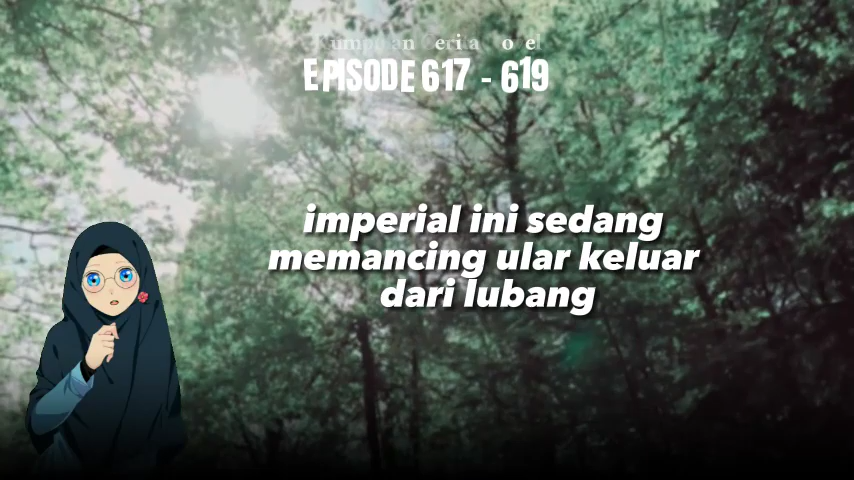 EPISODE 617 - 619
imperial ini sedang
memancing ular keluar
dari lubang